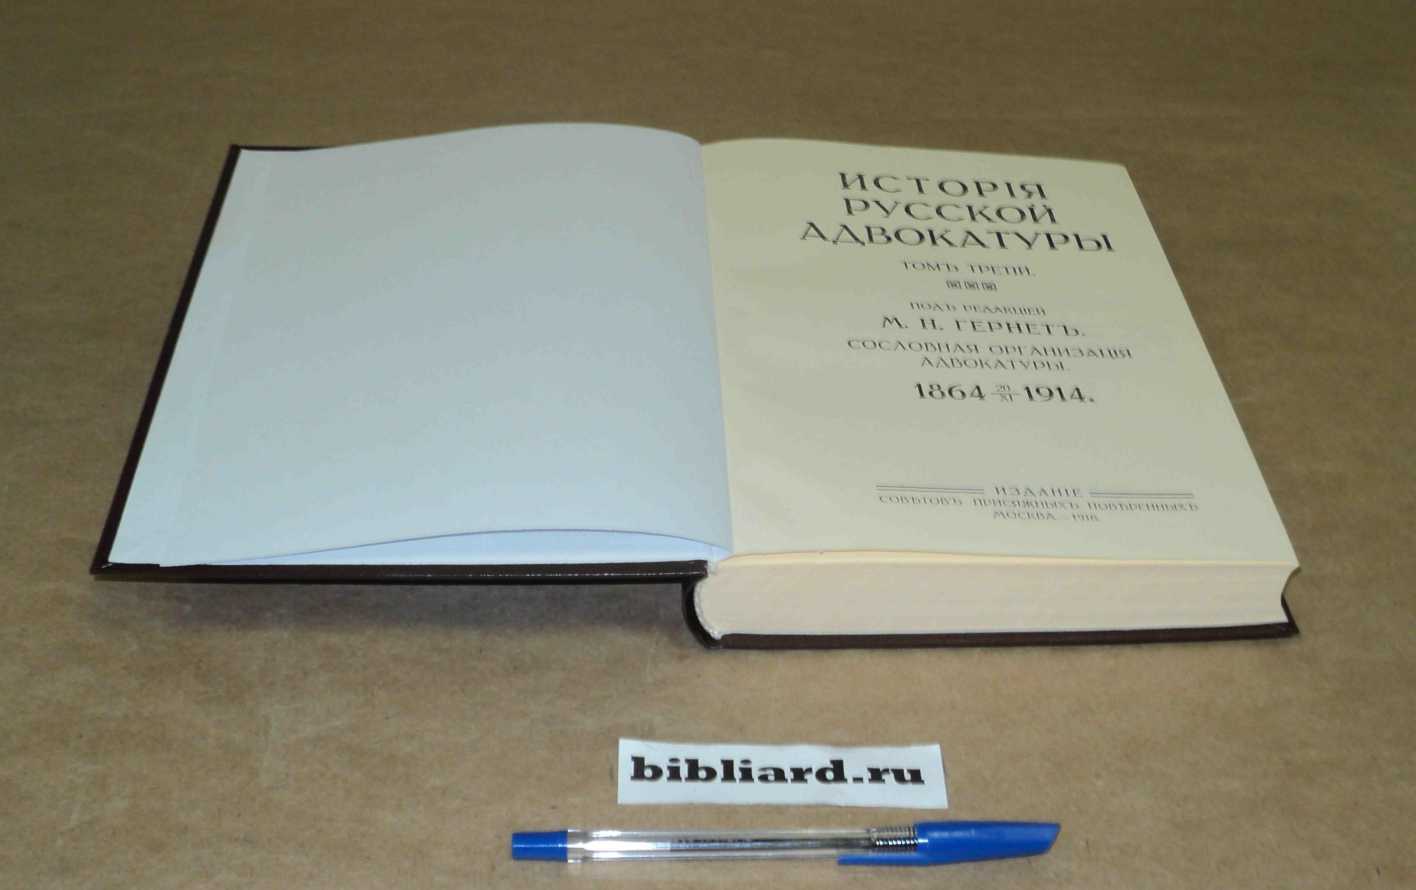 ИСТОРІЯ
РУССКОЙ
АДВОКАТУРЫ
ТОМЪ ТРЕТІЙ.
ПОДЪ РЕДАКЦІЕЙ
М. Н. ГЕРНЕТЪ.
СОСЛОВНАЯ ОРГАНИЗАЦІЯ
АДВОКАТУРЫ.
1864 20/XI 1914.
ИЗДАНІЕ
СОВѢТОВЪ ПРИСЯЖНЫХЪ ПОВѢРЕННЫХЪ
МОСКВА—1916.
bibliard.ru